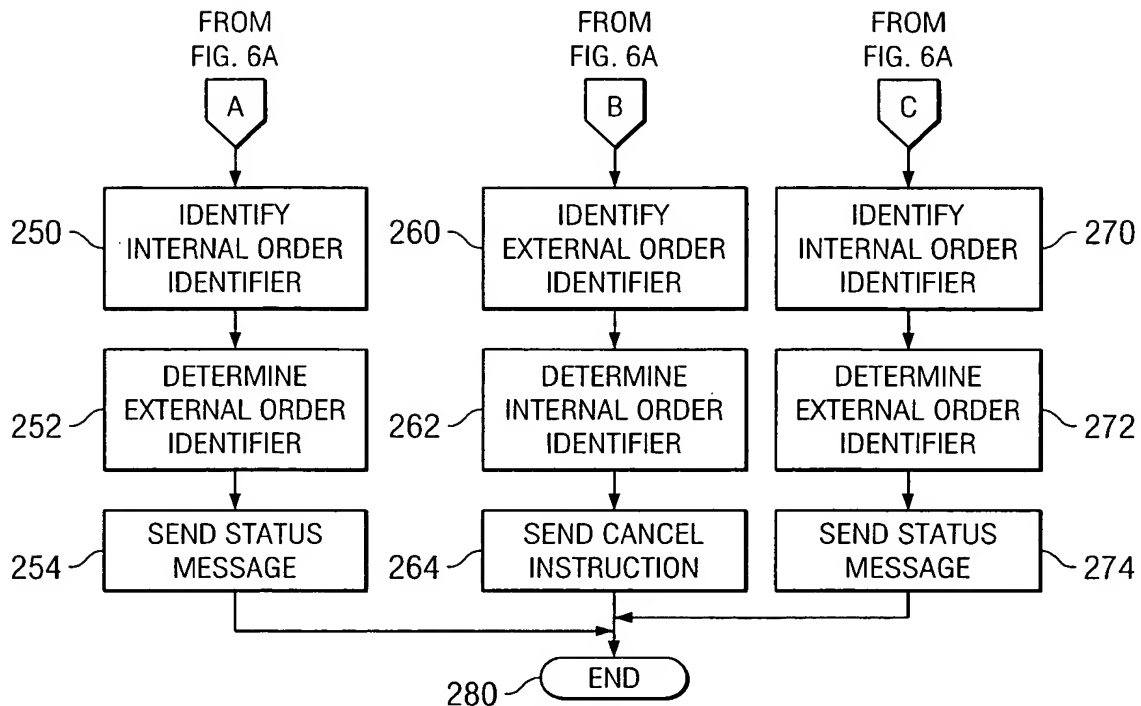 FROM
FIG. 6A
A
250
IDENTIFY
INTERNAL ORDER
IDENTIFIER
252
DETERMINE
EXTERNAL ORDER
IDENTIFIER
254
SEND STATUS
MESSAGE
FROM
FIG. 6A
B
260
IDENTIFY
EXTERNAL ORDER
IDENTIFIER
262
DETERMINE
INTERNAL ORDER
IDENTIFIER
264
SEND CANCEL
INSTRUCTION
FROM
FIG. 6A
C
IDENTIFY
INTERNAL ORDER
IDENTIFIER
270
DETERMINE
EXTERNAL ORDER
IDENTIFIER
272
SEND STATUS
MESSAGE
274
280
END